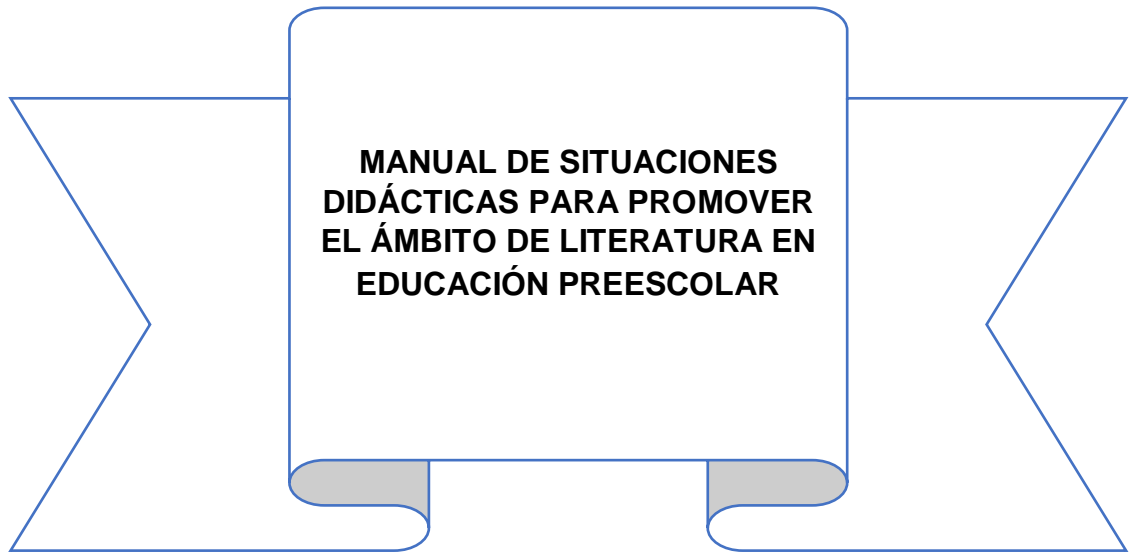 MANUAL DE SITUACIONES
DIDÁCTICAS PARA PROMOVER
EL ÁMBITO DE LITERATURA EN
EDUCACIÓN PREESCOLAR